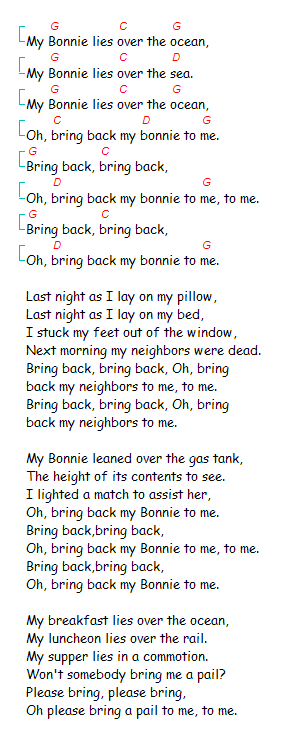 G C G
My Bonnie lies over the ocean,
G C D
My Bonnie lies over the sea.
G C G
My Bonnie lies over the ocean,
C D G
Oh, bring back my bonnie to me.
G C
Bring back, bring back,
D G
Oh, bring back my bonnie to me, to me.
G C
Bring back, bring back,
D G
Oh, bring back my bonnie to me.
Last night as I lay on my pillow,
Last night as I lay on my bed,
I stuck my feet out of the window,
Next morning my neighbors were dead.
Bring back, bring back, Oh, bring
back my neighbors to me, to me.
Bring back, bring back, Oh, bring
back my neighbors to me.
My Bonnie leaned over the gas tank,
The height of its contents to see.
I lighted a match to assist her,
Oh, bring back my Bonnie to me.
Bring back,bring back,
Oh, bring back my Bonnie to me, to me.
Bring back,bring back,
Oh, bring back my Bonnie to me.
My breakfast lies over the ocean,
My luncheon lies over the rail.
My supper lies in a commotion.
Won't somebody bring me a pail?
Please bring, please bring,
Oh please bring a pail to me, to me.